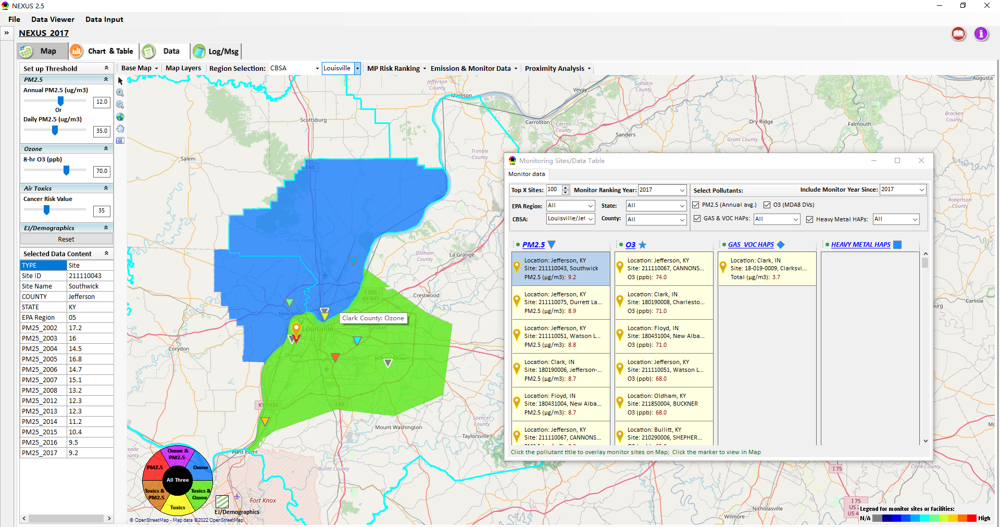 NEXUS 2.5
File Data Viewer Data Input
NEXUS 2017
Map Chart & Table Data Log/Msg
Set up Threshold
Base Map Map Layers Region Selection: CBSA Louisville MP Risk Ranking Emission & Monitor Data Proximity Analysis
PM2.5
Annual PM2.5 (ug/m3)
12.0
Or
Daily PM2.5 (ug/m3)
35.0
Ozone
8-hr O3 (ppb)
70.0
Air Toxics
Cancer Risk Value
35
EJ/Demographics
Reset
Selected Data Content
TYPE Site
Site ID 211110043
Site Name Southwick
COUNTY Jefferson
STATE KY
EPA Region 05
PM25_2002 17.2
PM25_2003 16
PM25_2004 14.5
PM25_2005 16.8
PM25_2006 14.7
PM25_2007 15.1
PM25_2008 13.2
PM25_2012 12.3
PM25_2013 12.3
PM25_2014 11.2
PM25_2015 10.4
PM25_2016 9.5
PM25_2017 9.2
Jefferson County
Madison
Vevay
Gallatin County
Augusta
Scottsburg
Carrollton
Carroll County
Sanders
Dry Ridge
Grant County
Falmouth
Bracken County
Salem
Trimble County
I 65
Robertson County
Clark County
Oldham County
La Grange
I 265
KY 841
Crestwood
New Albany
Clark County: Ozone
Louisville
Lyndon
Corydon
Shively
Jefferson County
Jeffersontown
KY 1934
I 65
Spencer County
Mount Washington
Taylorsville
West Point
Bullitt County
Fort Knox
Carlisle
I 75
Clark County
Nicholasville
Wilmore
I 75
US 2
US 4
Monitoring Sites/Data Table
Monitor data
Top X Sites: 100 Monitor Ranking Year: 2017
EPA Region: All State: All
CBSA: Louisville/Jef County: All
Select Pollutants: Include Monitor Year Since: 2017
PM2.5 (Annual avg.) O3 (MDA8 DVs)
GAS & VOC HAPs: All Heavy Metal HAPs: All
PM2.5
Location: Jefferson, KY
Site: 211110043, Southwick
PM2.5 (µg/m3): 9.2
Location: Jefferson, KY
Site: 211110075, Durrett La...
PM2.5 (µg/m3): 8.9
Location: Jefferson, KY
Site: 211110051, Watson L...
PM2.5 (µg/m3): 8.8
Location: Clark, IN
Site: 180190006, Jefferson-...
PM2.5 (µg/m3): 8.7
Location: Floyd, IN
Site: 180431004, New Alba...
PM2.5 (µg/m3): 8.7
Location: Jefferson, KY
Site: 211110067, CANNONS...
O3
Location: Jefferson, KY
Site: 211110067, CANNONS...
O3 (ppb): 74.0
Location: Clark, IN
Site: 180190008, Charlesto...
O3 (ppb): 71.0
Location: Floyd, IN
Site: 180431004, New Alba...
O3 (ppb): 71.0
Location: Jefferson, KY
Site: 211110051, Watson L...
O3 (ppb): 68.0
Location: Oldham, KY
Site: 211850004, BUCKNER
O3 (ppb): 68.0
Location: Bullitt, KY
Site: 210290006, SHEPHER...
GAS_VOC HAPS
Location: Clark, IN
Site: 18-019-0009, Clarksvi...
Total (µg/m3): 3.7
HEAVY METAL HAPS
Click the pollutant title to overlay monitor sites on Map; Click the marker to view in Map
Ozone & PM2.5
PM2.5
Ozone
All Three
Toxics & PM2.5
Toxics & Ozone
Toxics
EJ/Demographics
© OpenStreetMap - Map data ©2022 OpenStreetMap
Legend for monitor sites or facilities:
N/A High